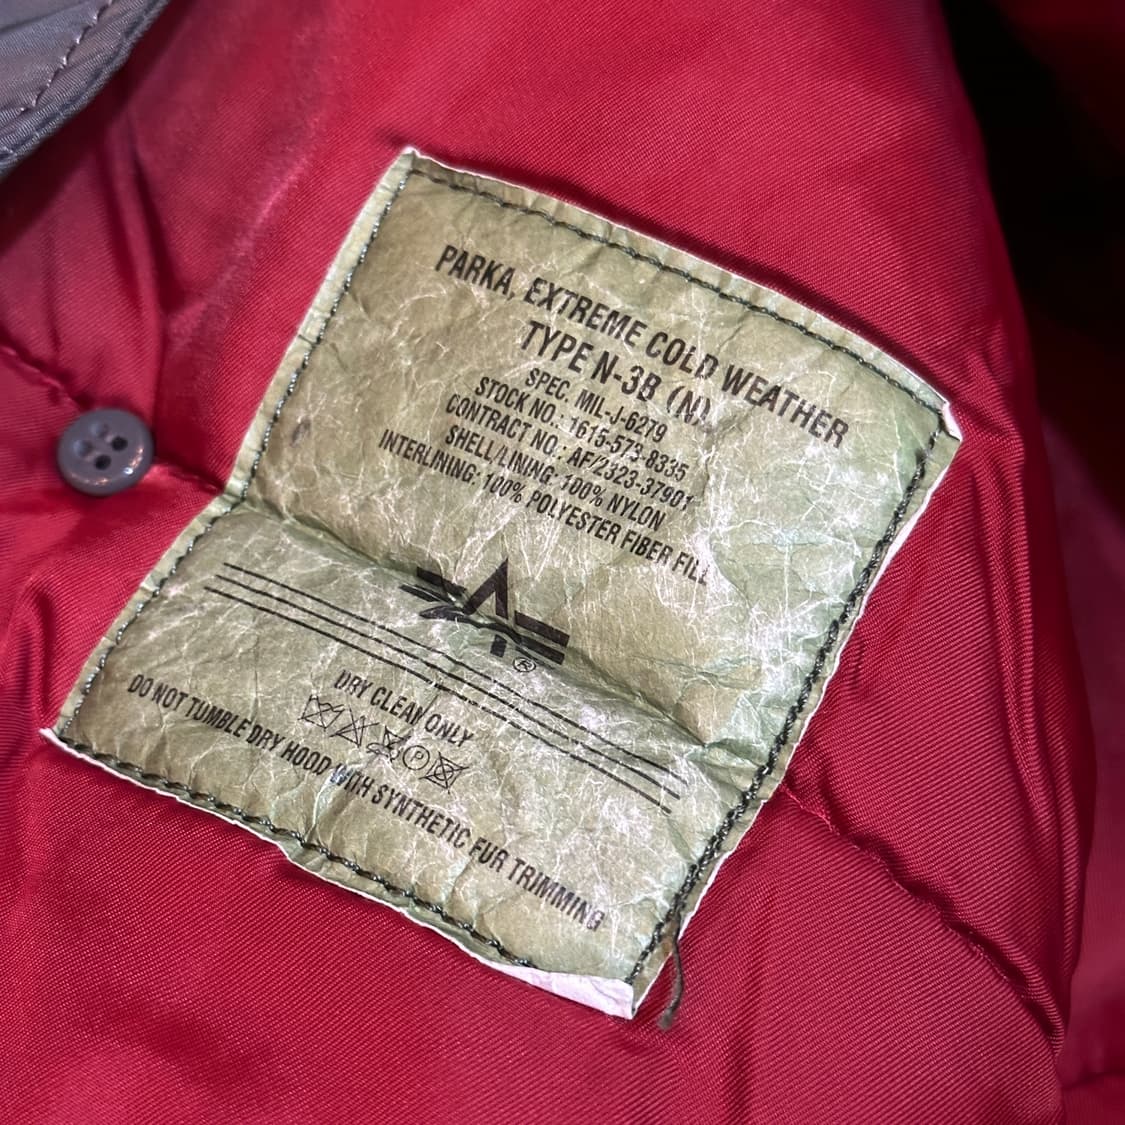 PARKA, EXTREME COLD WEATHER
TYPE N-3B (N)
SPEC. MIL-J-6279
STOCK NO.: 1615-573-8335
CONTRACT NO.: AF/2323-37901
SHELL/LINING: 100% NYLON
INTERLINING: 100% POLYESTER FIBER FILL
®
DRY CLEAN ONLY
P
DO NOT TUMBLE DRY HOOD WITH SYNTHETIC FUR TRIMMING